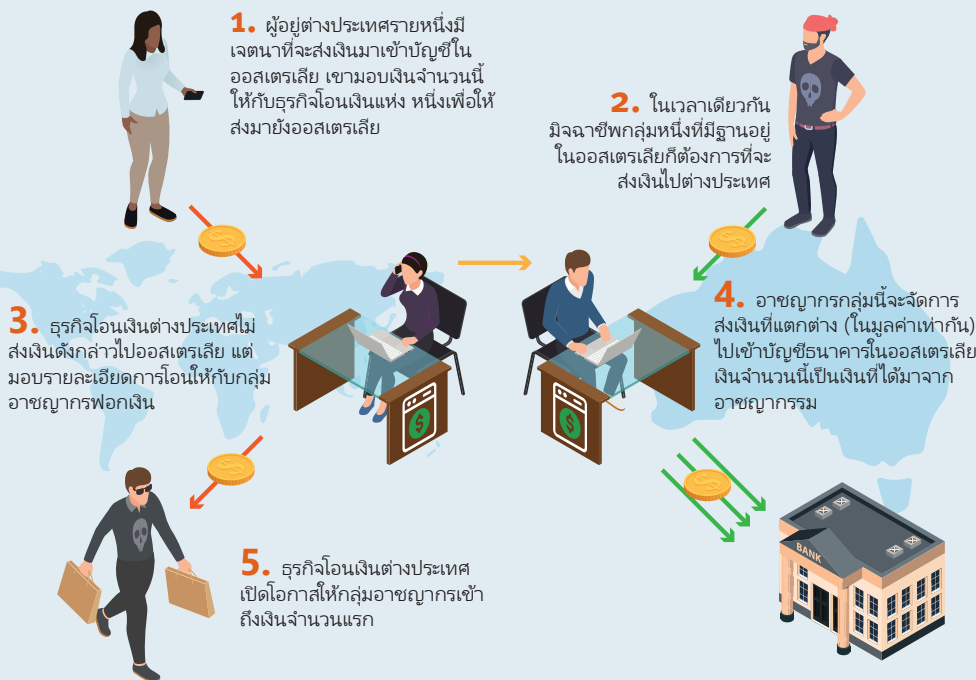 1. ผู้อยู่ต่างประเทศรายหนึ่งมี
เจตนาที่จะส่งเงินมาเข้าบัญชีใน
ออสเตรเลีย เขามอบเงินจำนวนนี้
ให้กับธุรกิจโอนเงินแห่ง หนึ่งเพื่อให้
ส่งมายังออสเตรเลีย
2. ในเวลาเดียวกัน
มิจฉาชีพกลุ่มหนึ่งที่มีฐานอยู่
ในออสเตรเลียก็ต้องการที่จะ
ส่งเงินไปต่างประเทศ
3. ธุรกิจโอนเงินต่างประเทศไม่
ส่งเงินดังกล่าวไปออสเตรเลีย แต่
มอบรายละเอียดการโอนให้กับกลุ่ม
อาชญากรฟอกเงิน
4. อาชญากรกลุ่มนี้จะจัดการ
ส่งเงินที่แตกต่าง (ในมูลค่าเท่ากัน)
ไปเข้าบัญชีธนาคารในออสเตรเลีย
เงินจำนวนนี้เป็นเงินที่ได้มาจาก
อาชญากรรม
5. ธุรกิจโอนเงินต่างประเทศ
เปิดโอกาสให้กลุ่มอาชญากรเข้า
ถึงเงินจำนวนแรก
$
$
$
$
$
$
BANK